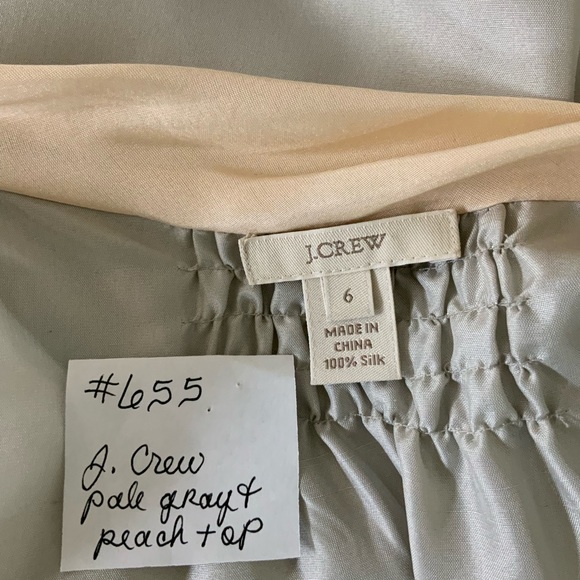 J.CREW
6
MADE IN
CHINA
100% Silk
#655
J. Crew
pale gray &
peach top